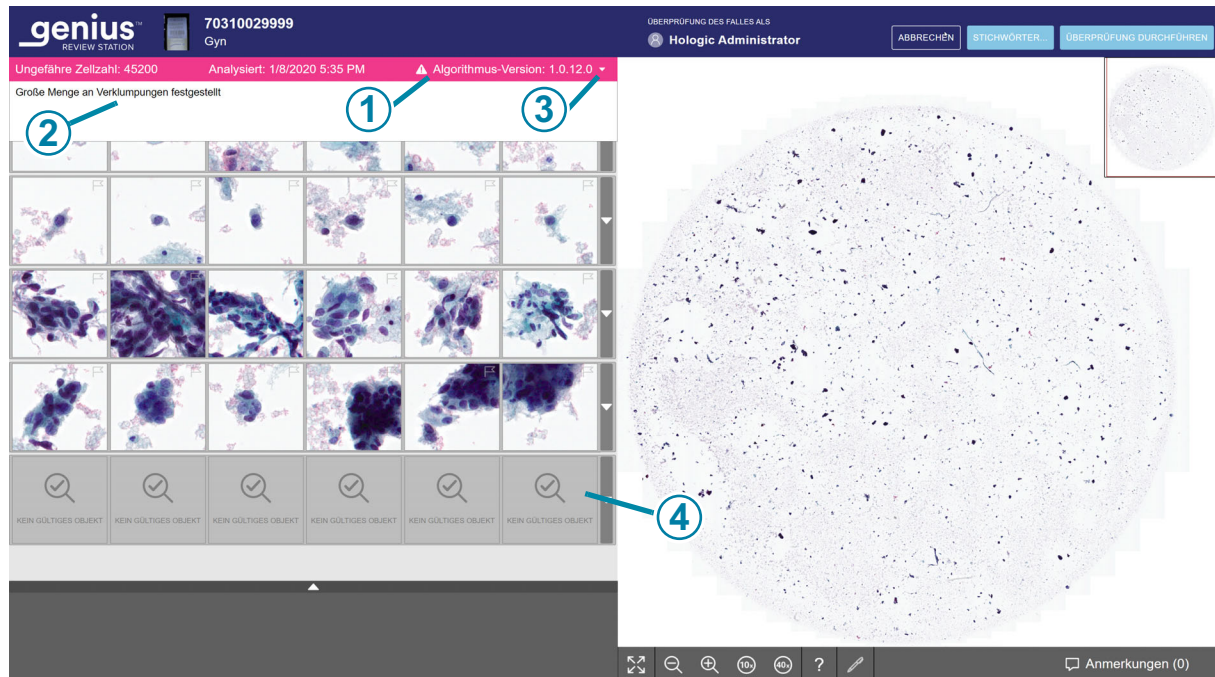 genius™
REVIEW STATION
70310029999
Gyn
ÜBERPRÜFUNG DES FALLES ALS
Hologic Administrator
ABBRECHEN
STICHWÖRTER...
ÜBERPRÜFUNG DURCHFÜHREN
Ungefähre Zellzahl: 45200
Analysiert: 1/8/2020 5:35 PM
Algorithmus-Version: 1.0.12.0
Große Menge an Verklumpungen festgestellt
1
2
3
KEIN GÜLTIGES OBJEKT
KEIN GÜLTIGES OBJEKT
KEIN GÜLTIGES OBJEKT
KEIN GÜLTIGES OBJEKT
KEIN GÜLTIGES OBJEKT
KEIN GÜLTIGES OBJEKT
4
10x
40x
?
Anmerkungen (0)